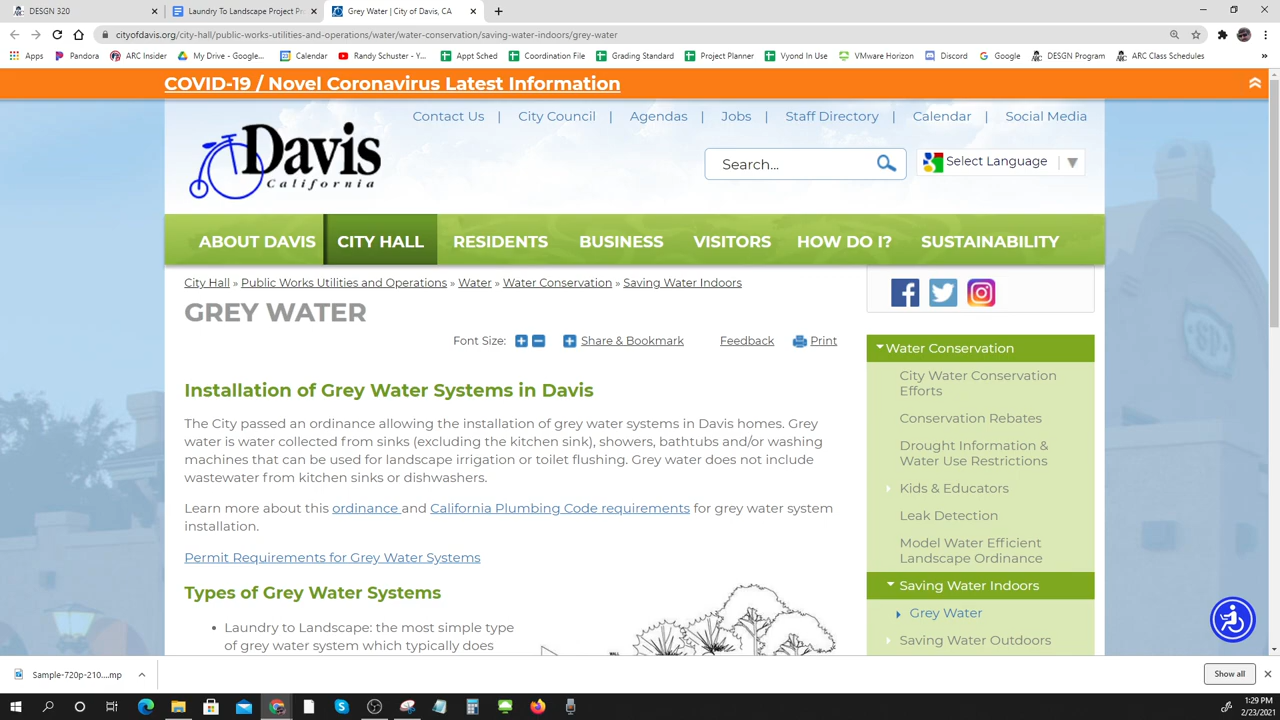 DESGN 320
Laundry To Landscape Project Pr
Grey Water | City of Davis, CA
cityofdavis.org/city-hall/public-works-utilities-and-operations/water/water-conservation/saving-water-indoors/grey-water
Apps
Pandora
ARC Insider
My Drive - Google...
Calendar
Randy Schuster - Y...
Appt Sched
Coordination File
Grading Standard
Project Planner
Vyond In Use
VMware Horizon
Discord
Google
DESGN Program
ARC Class Schedules
»
COVID-19 / Novel Coronavirus Latest Information
Contact Us | City Council | Agendas | Jobs | Staff Directory | Calendar | Social Media
Davis
California
Search...
Select Language ▼
ABOUT DAVIS CITY HALL RESIDENTS BUSINESS VISITORS HOW DO I? SUSTAINABILITY
City Hall » Public Works Utilities and Operations » Water » Water Conservation » Saving Water Indoors
GREY WATER
Font Size: Share & Bookmark Feedback Print
Installation of Grey Water Systems in Davis
The City passed an ordinance allowing the installation of grey water systems in Davis homes. Grey
water is water collected from sinks (excluding the kitchen sink), showers, bathtubs and/or washing
machines that can be used for landscape irrigation or toilet flushing. Grey water does not include
wastewater from kitchen sinks or dishwashers.
Learn more about this ordinance and California Plumbing Code requirements for grey water system
installation.
Permit Requirements for Grey Water Systems
Types of Grey Water Systems
• Laundry to Landscape: the most simple type
of grey water system which typically does
Water Conservation
City Water Conservation
Efforts
Conservation Rebates
Drought Information &
Water Use Restrictions
Kids & Educators
Leak Detection
Model Water Efficient
Landscape Ordinance
Saving Water Indoors
Grey Water
Saving Water Outdoors
Sample-720p-210....mp
Show all
1:29 PM
2/23/2021